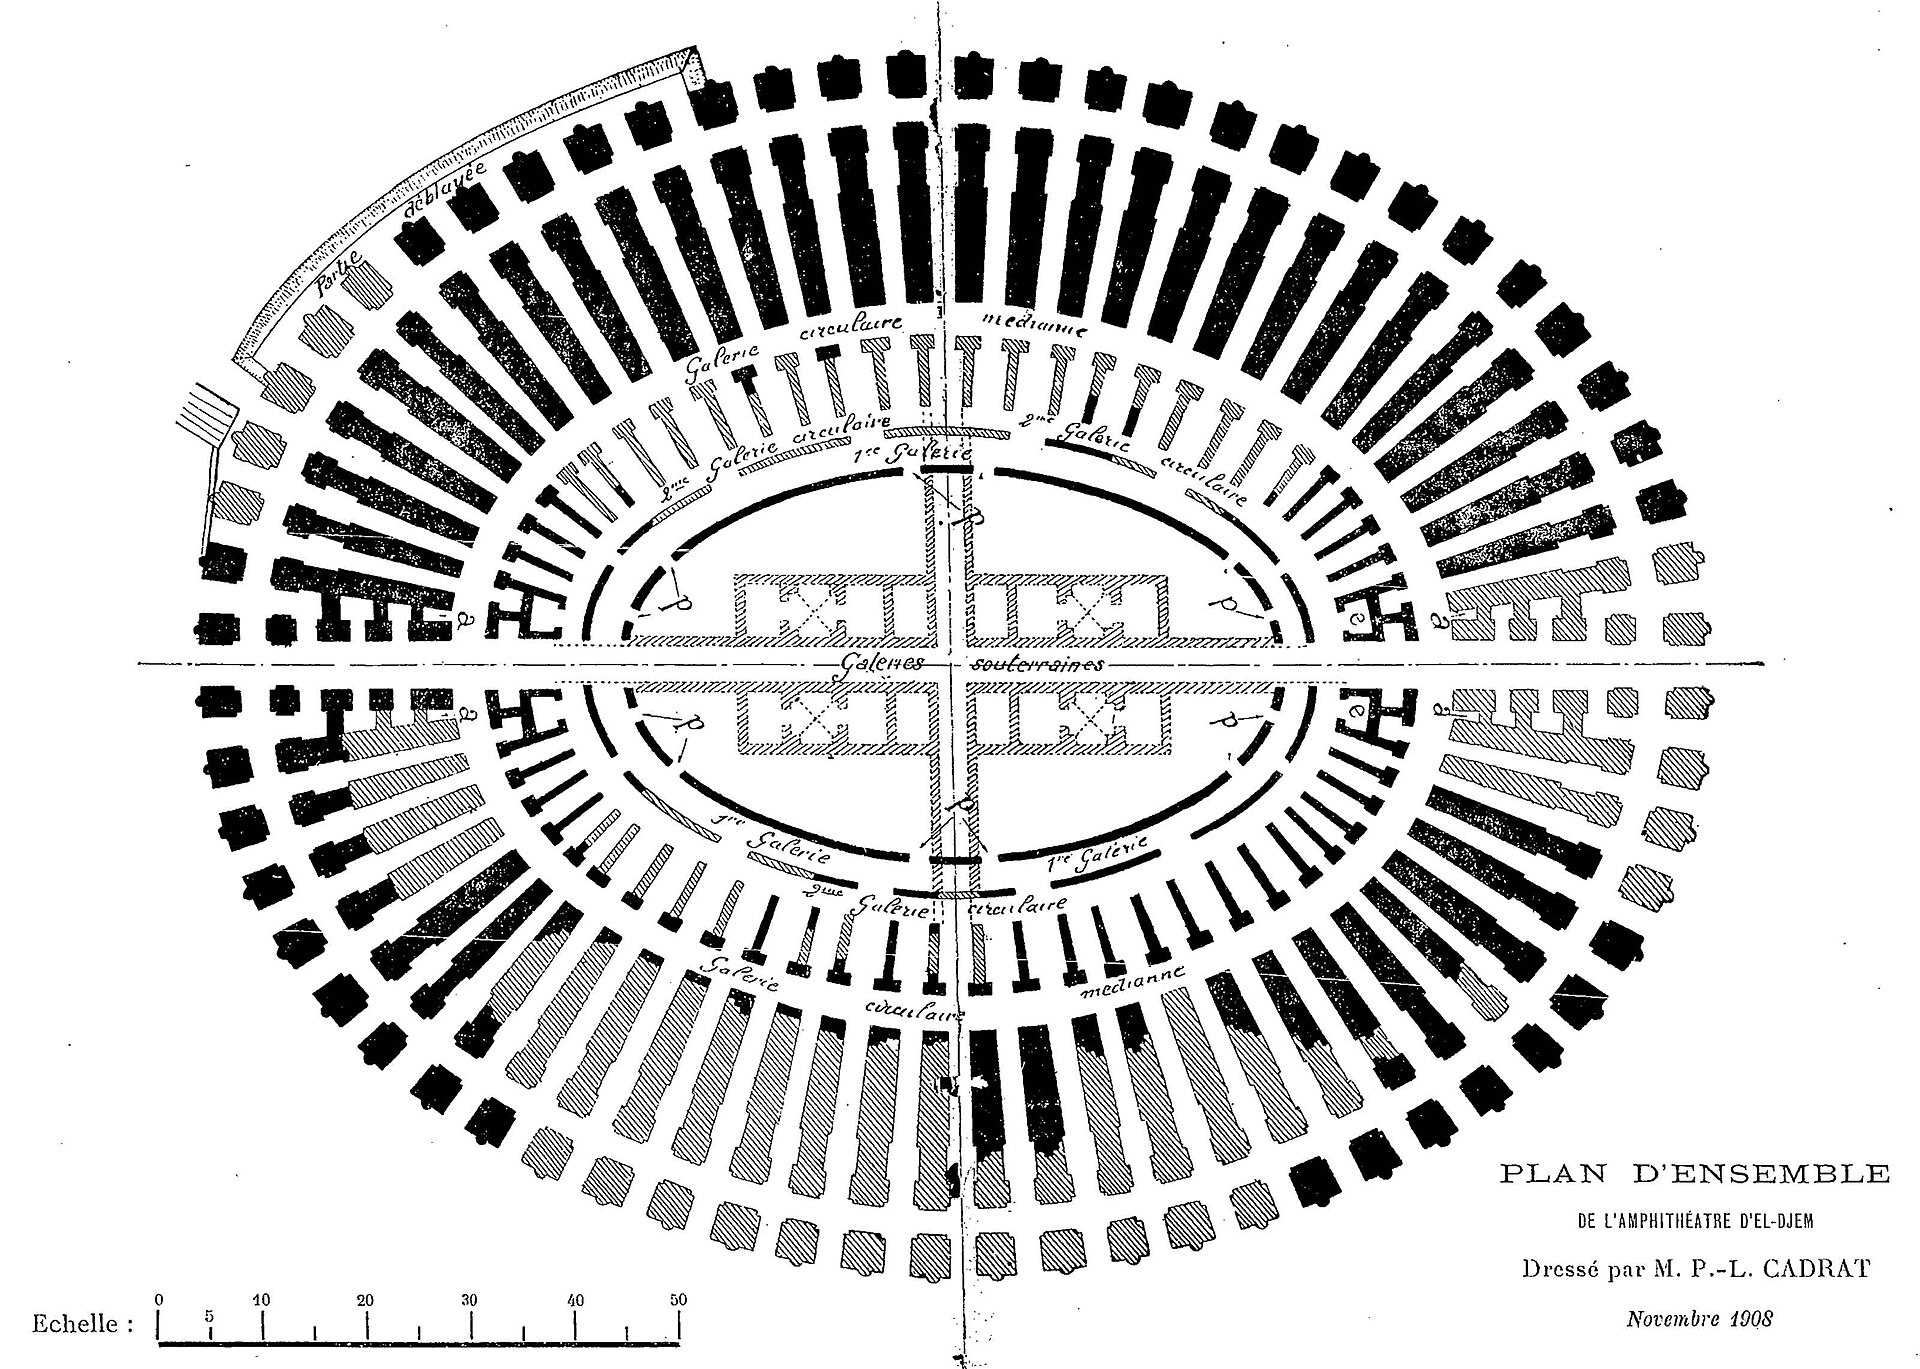 déblayée
Partie
Galerie circulaire medianne
2me Galerie circulaire
1re Galerie
2me Galerie circulaire
p
p
p
a
e
a
Galeries souterraines
a
e
a
p
p
p
1re Galerie
1re Galerie
2me Galerie circulaire
Galerie circulaire medianne
PLAN D'ENSEMBLE
DE L'AMPHITHÉATRE D'EL-DJEM
Dressé par M. P.-L. CADRAT
Novembre 1908
Echelle :
0 5 10 20 30 40 50